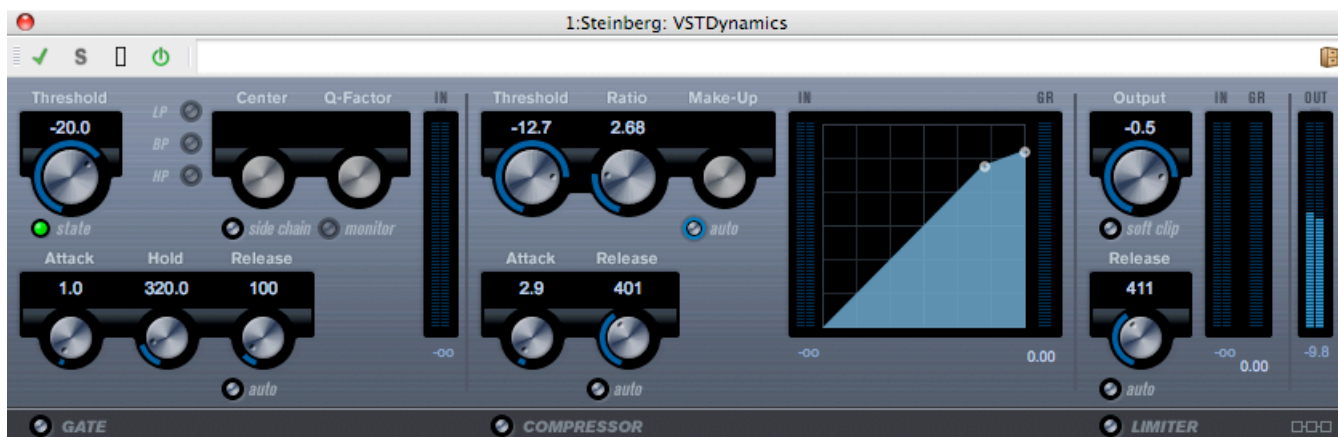 1:Steinberg: VSTDynamics
S
Threshold
-20.0
LP
BP
HP
Center Q-Factor
IN
side chain monitor
state
Attack Hold Release
1.0 320.0 100
auto
-oo
GATE
Threshold Ratio Make-Up
-12.7 2.68
auto
Attack Release
2.9 401
auto
IN GR
-oo 0.00
COMPRESSOR
Output
-0.5
soft clip
Release
411
auto
IN GR
-oo 0.00
LIMITER
OUT
-9.8